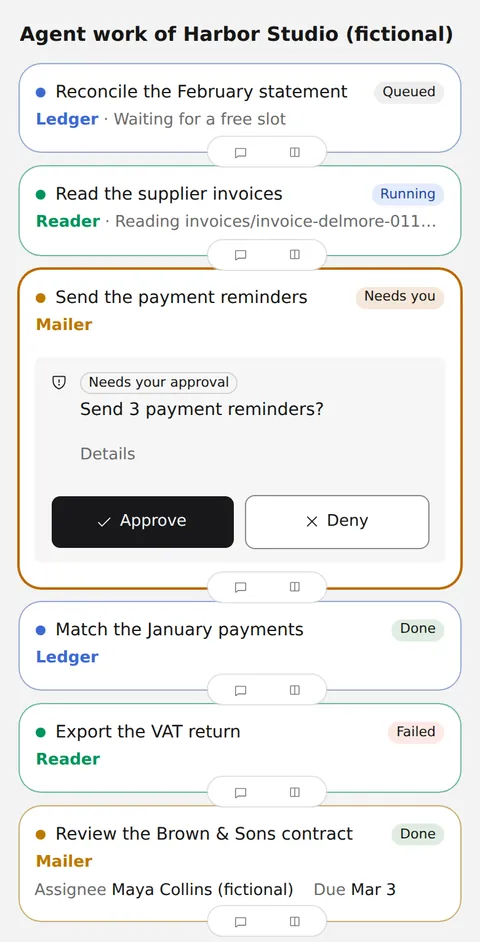 Agent work of Harbor Studio (fictional)
Reconcile the February statement
Queued
Ledger · Waiting for a free slot
Read the supplier invoices
Running
Reader · Reading invoices/invoice-delmore-011…
Send the payment reminders
Needs you
Mailer
Needs your approval
Send 3 payment reminders?
Details
Approve
Deny
Match the January payments
Done
Ledger
Export the VAT return
Failed
Reader
Review the Brown & Sons contract
Done
Mailer
Assignee Maya Collins (fictional) Due Mar 3